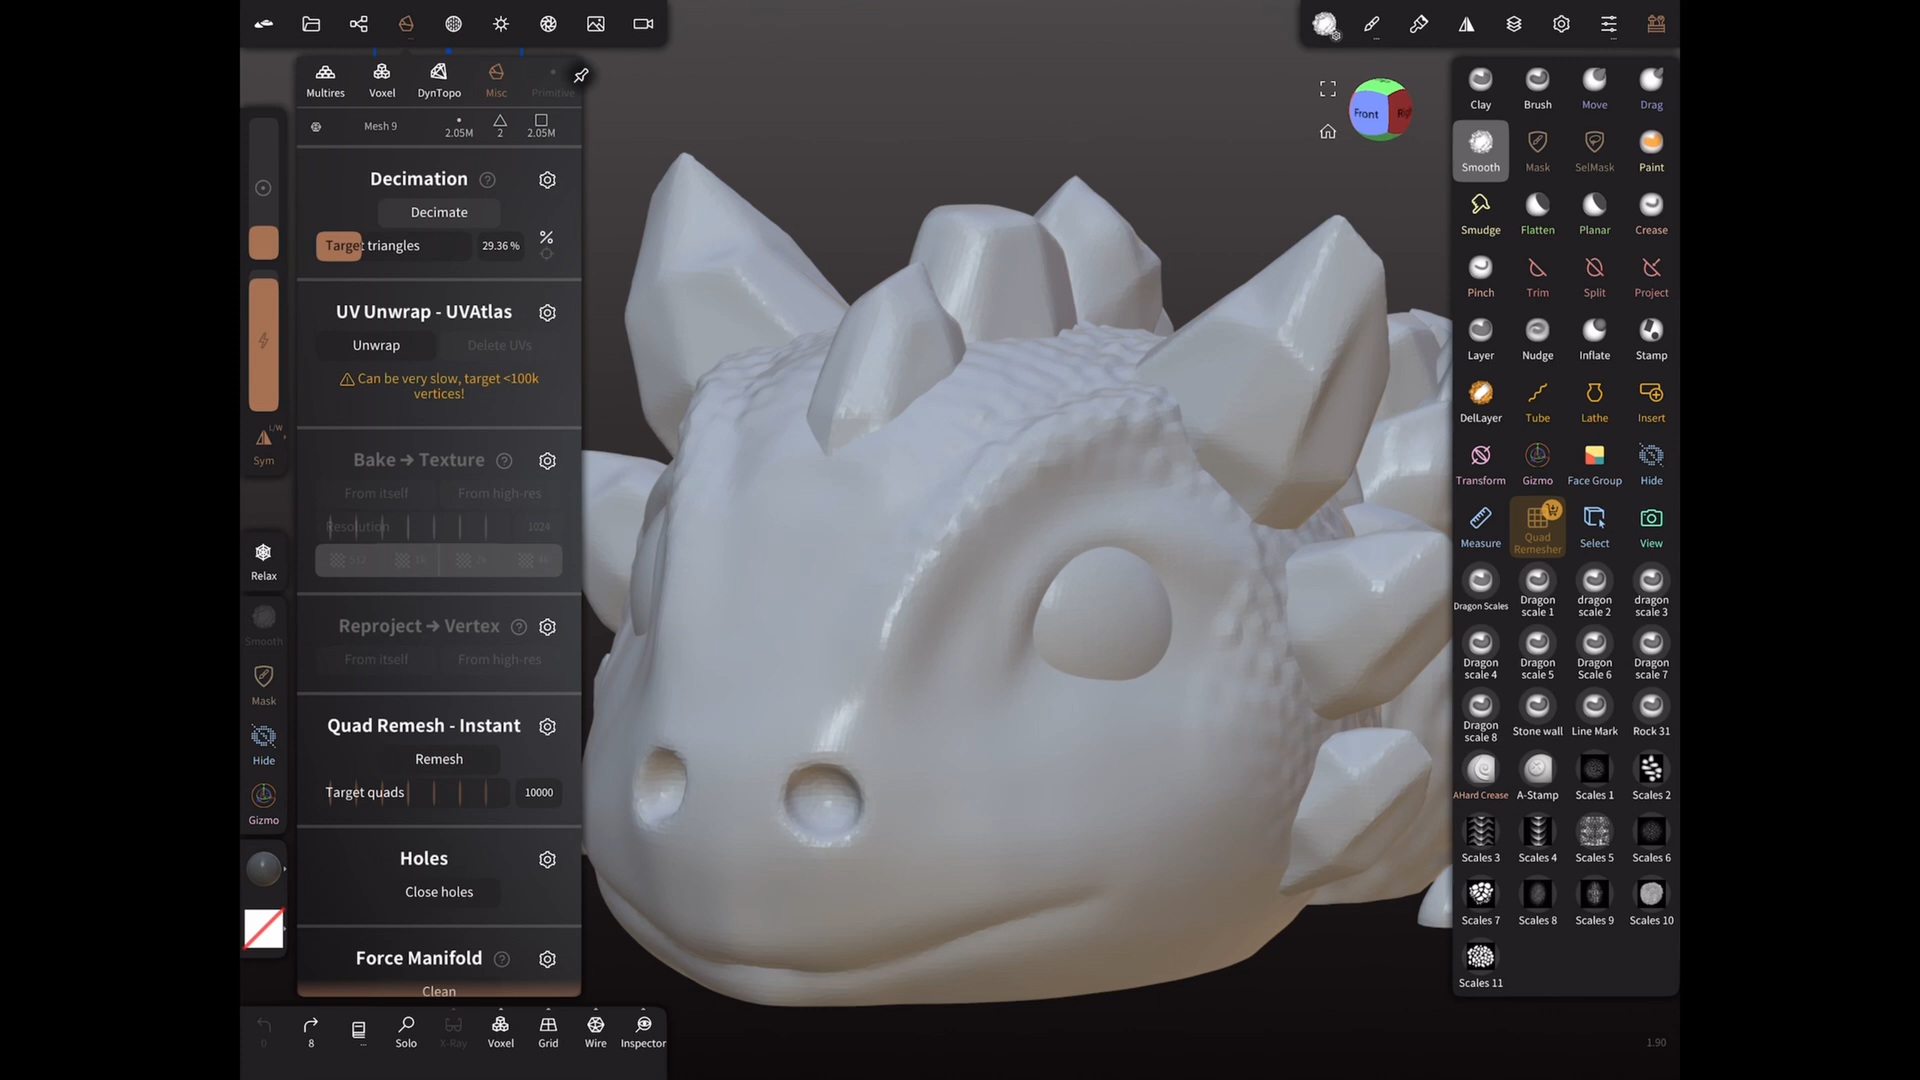 Multires Voxel DynTopo Misc Primitive
Mesh 9 2.05M 2 2.05M
Decimation
Decimate
Target triangles 29.36 %
UV Unwrap - UVAtlas
Unwrap Delete UVs
Can be very slow, target <100k
vertices!
Bake → Texture
From itself From high-res
Resolution 1024
512 1K 2K 4K
Reproject → Vertex
From itself From high-res
Quad Remesh - Instant
Remesh
Target quads 10000
Holes
Close holes
Force Manifold
Clean
L/W
Sym
Relax
Smooth
Mask
Hide
Gizmo
0 8 Solo X-Ray Voxel Grid Wire Inspector
Front
Clay Brush Move Drag
Smooth Mask SelMask Paint
Smudge Flatten Planar Crease
Pinch Trim Split Project
Layer Nudge Inflate Stamp
DelLayer Tube Lathe Insert
Transform Gizmo Face Group Hide
Measure Quad Remesher Select View
Dragon Scales Dragon scale 1 dragon scale 2 dragon scale 3
Dragon scale 4 Dragon scale 5 Dragon Scale 6 Dragon scale 7
Dragon scale 8 Stone wall Line Mark Rock 31
AHard Crease A-Stamp Scales 1 Scales 2
Scales 3 Scales 4 Scales 5 Scales 6
Scales 7 Scales 8 Scales 9 Scales 10
Scales 11
1.90